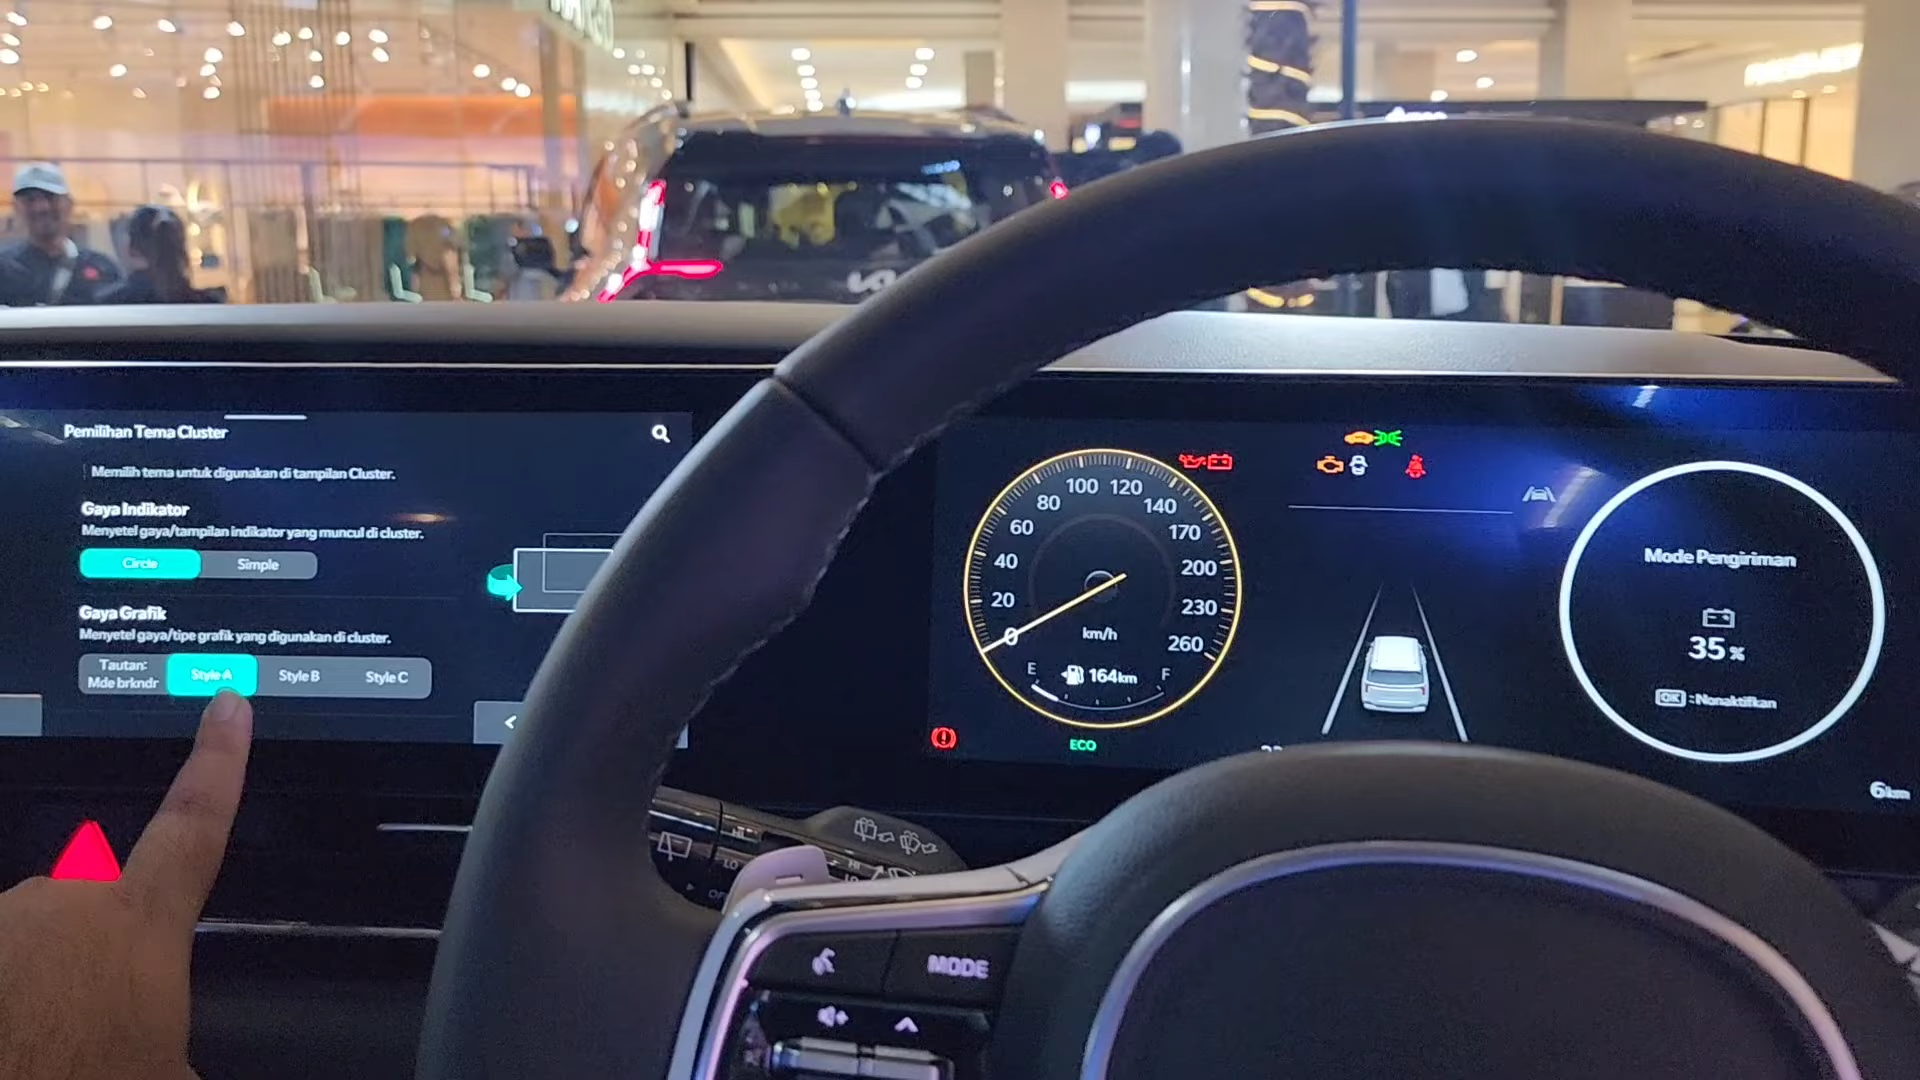 Pemilihan Tema Cluster
Memilih tema untuk digunakan di tampilan Cluster.
Gaya Indikator
Menyetel gaya/tampilan indikator yang muncul di cluster.
Circle
Simple
Gaya Grafik
Menyetel gaya/tipe grafik yang digunakan di cluster.
Tautan:
Mde brkndr
Style A
Style B
Style C
0
20
40
60
80
100
120
140
170
200
230
260
km/h
E
164km
F
ECO
Mode Pengiriman
35%
OK : Nonaktifkan
6km
HI
LO
HI
MODE